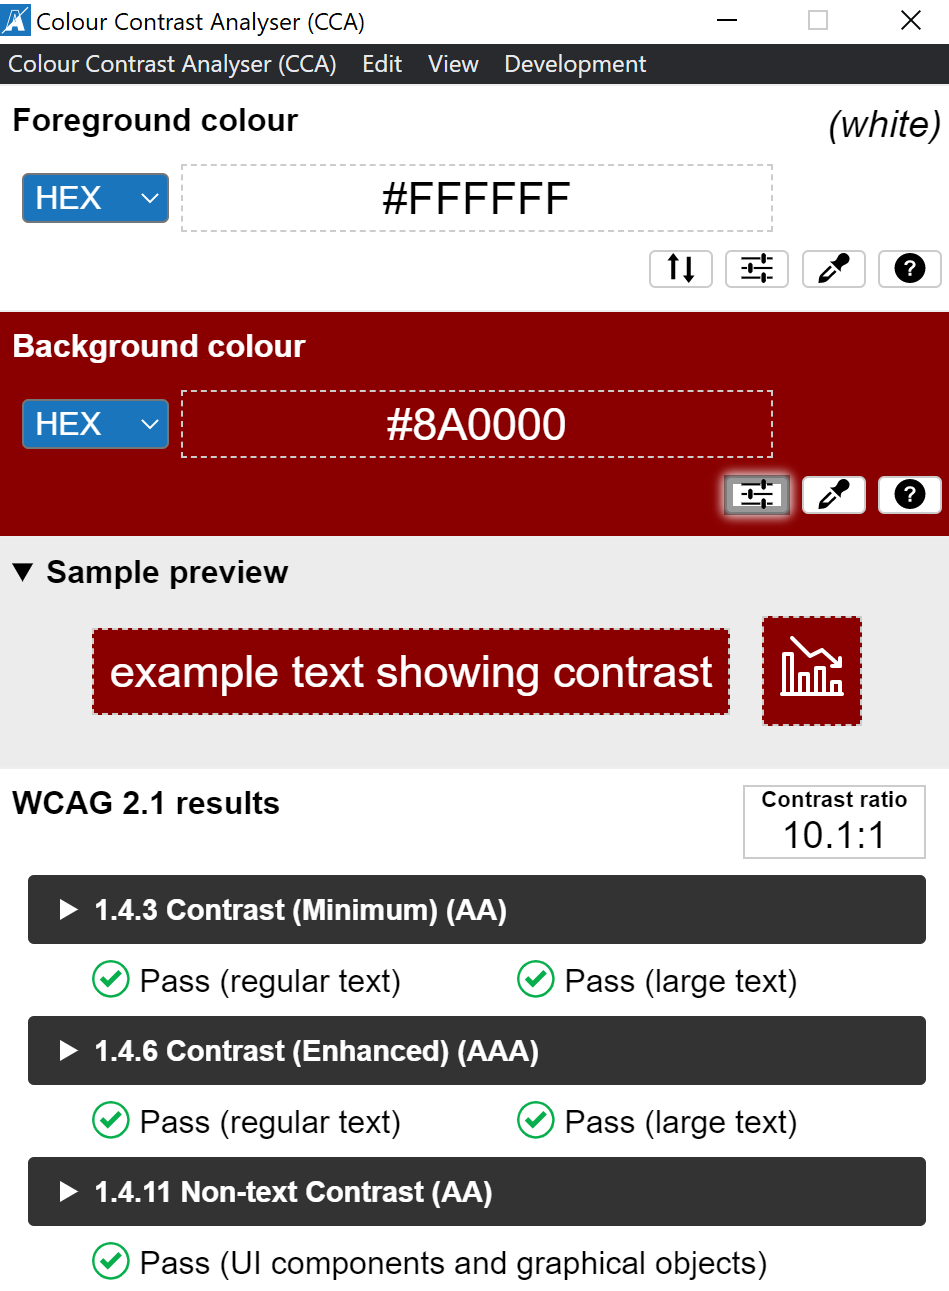 Colour Contrast Analyser (CCA)
Colour Contrast Analyser (CCA) Edit View Development
Foreground colour
(white)
HEX
#FFFFFF
?
Background colour
HEX
#8A0000
?
Sample preview
example text showing contrast
WCAG 2.1 results
Contrast ratio
10.1:1
1.4.3 Contrast (Minimum) (AA)
Pass (regular text) Pass (large text)
1.4.6 Contrast (Enhanced) (AAA)
Pass (regular text) Pass (large text)
1.4.11 Non-text Contrast (AA)
Pass (UI components and graphical objects)